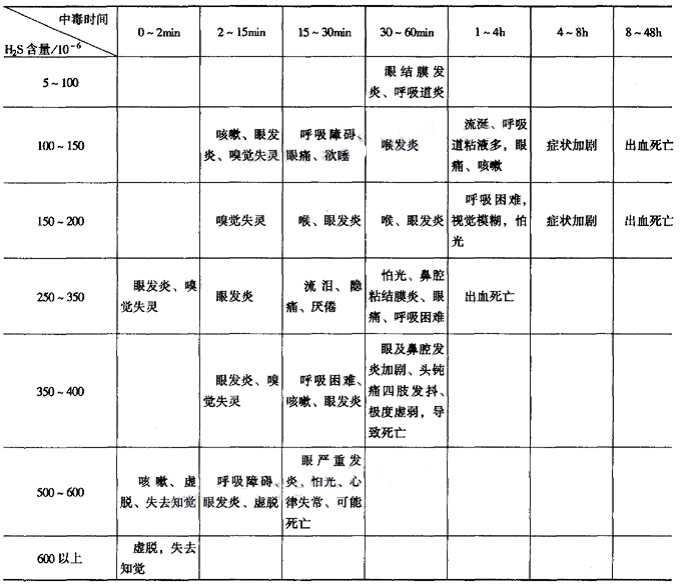 中毒时间
H₂S 含量/10⁻⁶
0~2min
2~15min
15~30min
30~60min
1~4h
4~8h
8~48h
5~100
眼结膜发
炎、呼吸道炎
100~150
咳嗽、眼发
炎、嗅觉失灵
呼吸障碍、
眼痛、欲睡
喉发炎
流涎、呼吸
道粘液多，眼
痛、咳嗽
症状加剧
出血死亡
150~200
嗅觉失灵
喉、眼发炎
喉、眼发炎
呼吸困难，
视觉模糊，怕
光
症状加剧
出血死亡
250~350
眼发炎、嗅
觉失灵
眼发炎
流泪、隐
痛、厌倦
怕光、鼻腔
粘结膜炎、眼
痛、呼吸困难
出血死亡
350~400
眼发炎、嗅
觉失灵
呼吸困难、
咳嗽、眼发炎
眼及鼻腔发
炎加剧、头钝
痛四肢发抖、
极度虚弱，导
致死亡
500~600
咳嗽、虚
脱、失去知觉
呼吸障碍、
眼发炎、虚脱
眼严重发
炎、怕光、心
律失常、可能
死亡
600以上
虚脱，失去
知觉